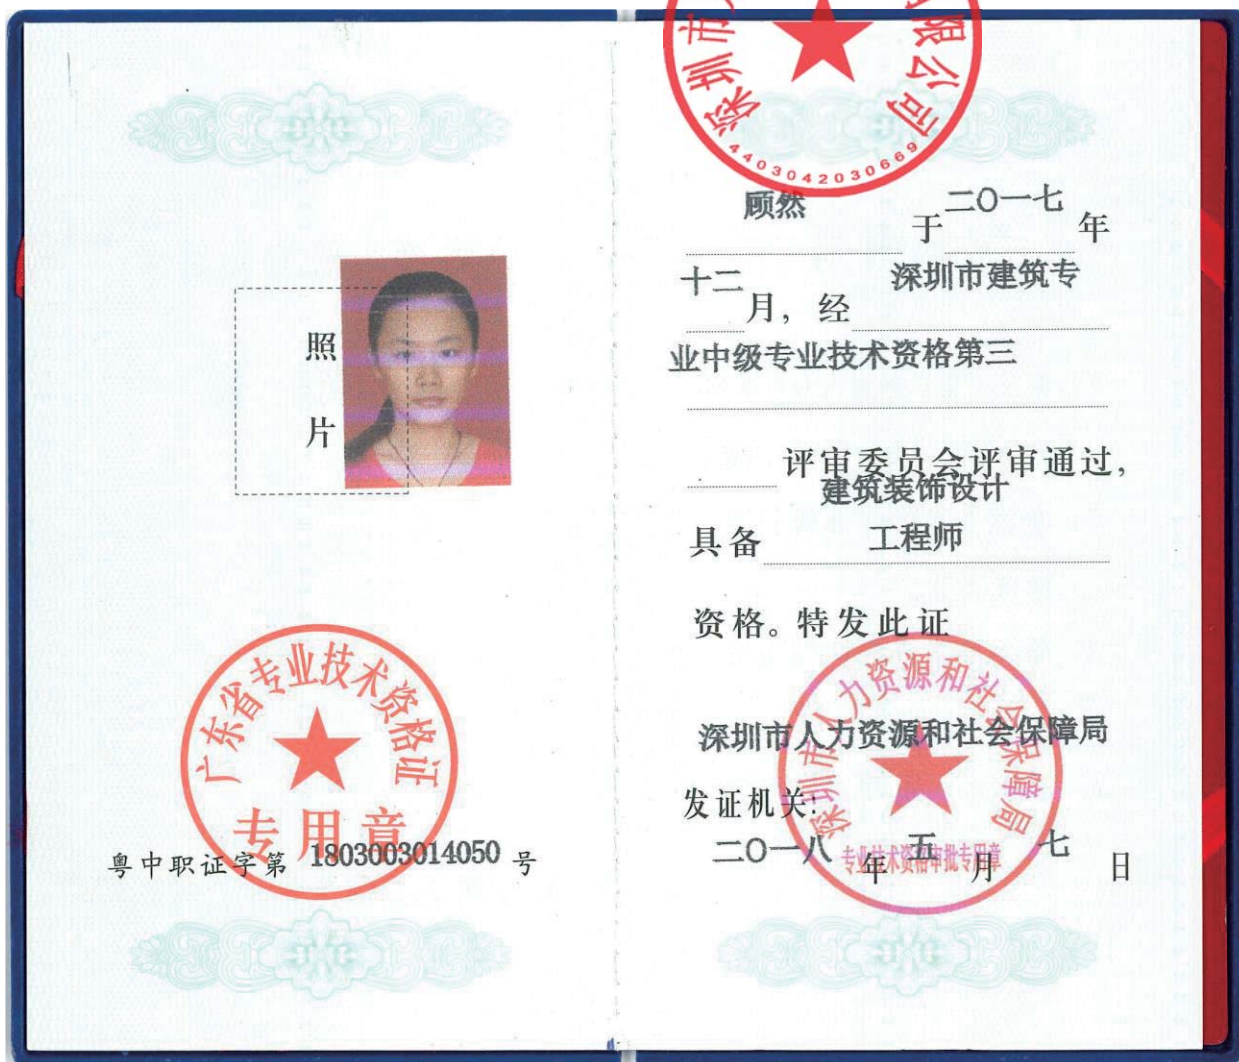 照
片
广东省专业技术资格证
专用章
粤中职证字第 1803003014050 号
深圳市
限公司
4403042030669
顾然 于 二〇一七 年
十二 月，经 深圳市建筑专
业中级专业技术资格第三
评审委员会评审通过，
建筑装饰设计
具备 工程师
资格。特发此证
深圳市人力资源和社会保障局
深圳市人力资源和社会保障局
发证机关：
专业技术资格审批专用章
二〇一八 年 五 月 七 日